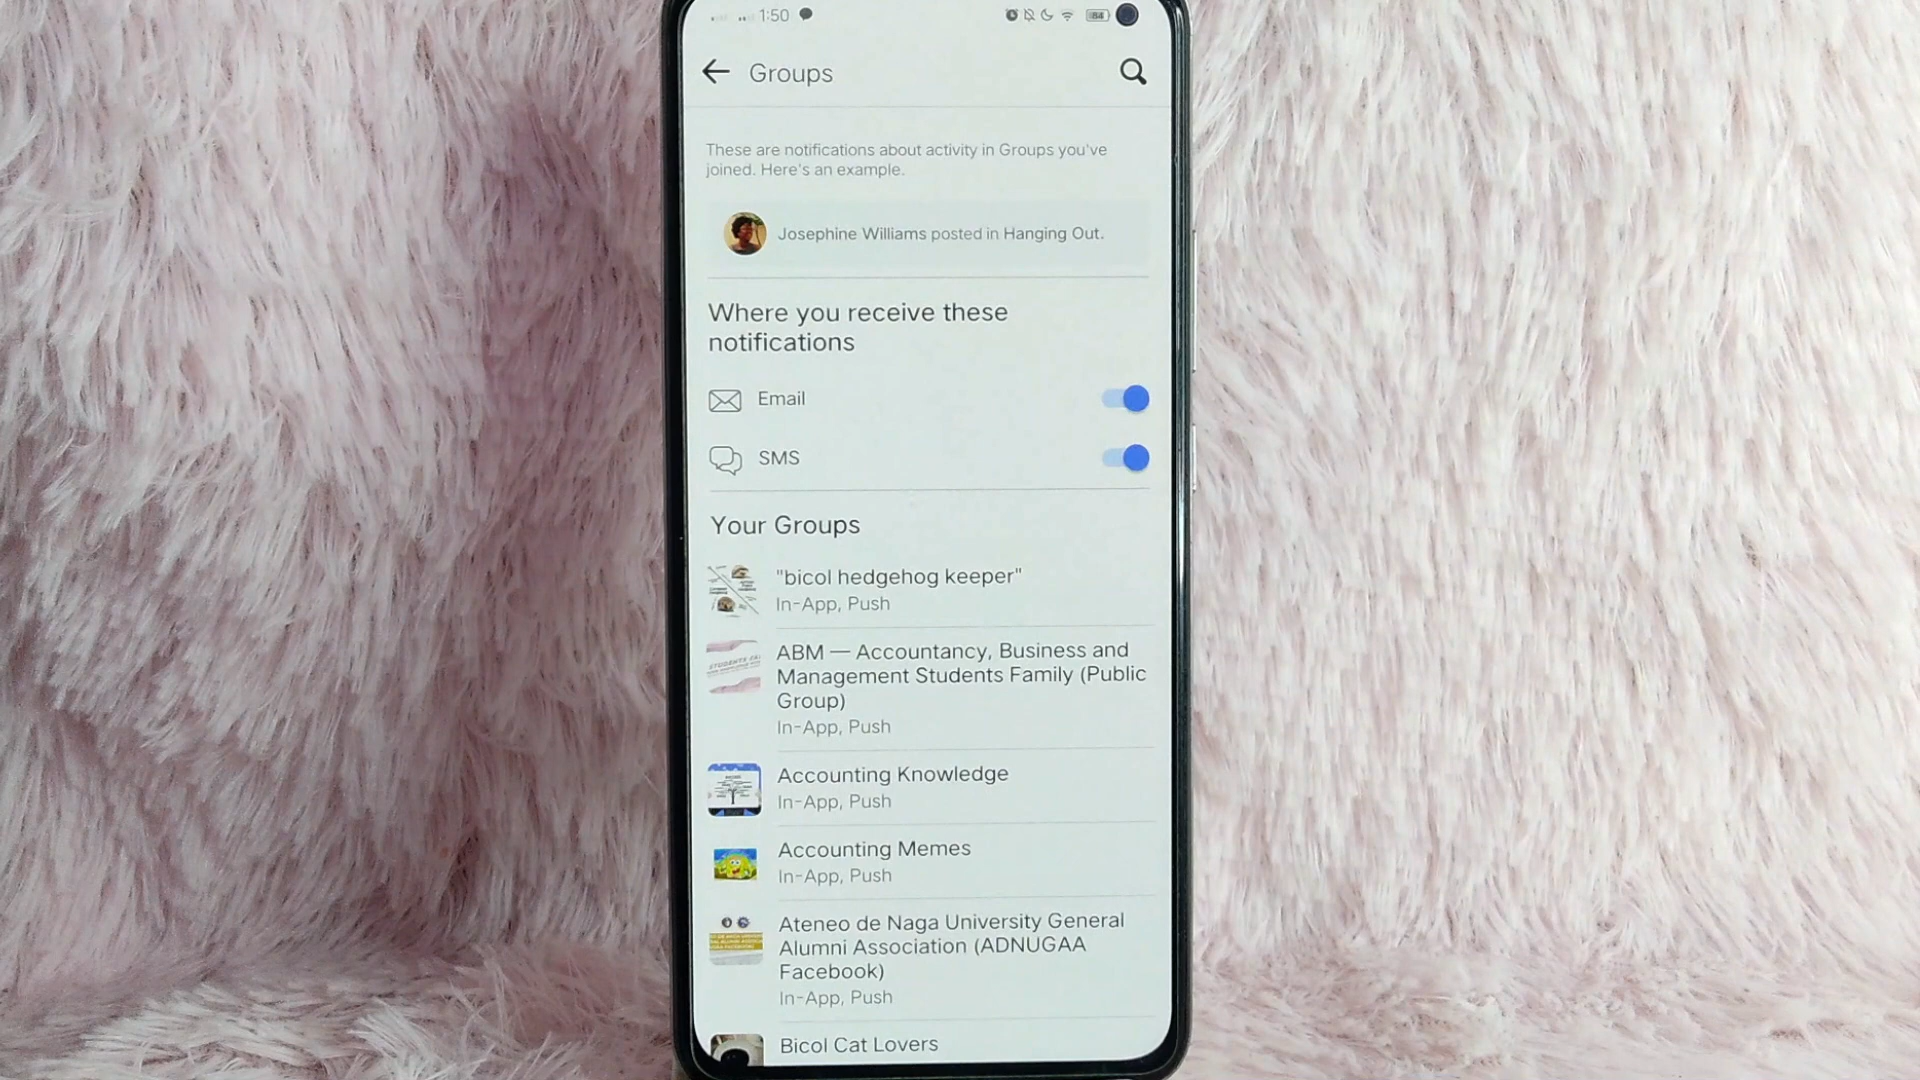 1:50
84
Groups
These are notifications about activity in Groups you've
joined. Here's an example.
Josephine Williams posted in Hanging Out.
Where you receive these
notifications
Email
SMS
Your Groups
"bicol hedgehog keeper"
In-App, Push
ABM — Accountancy, Business and
Management Students Family (Public
Group)
In-App, Push
Accounting Knowledge
In-App, Push
Accounting Memes
In-App, Push
Ateneo de Naga University General
Alumni Association (ADNUGAA
Facebook)
In-App, Push
Bicol Cat Lovers